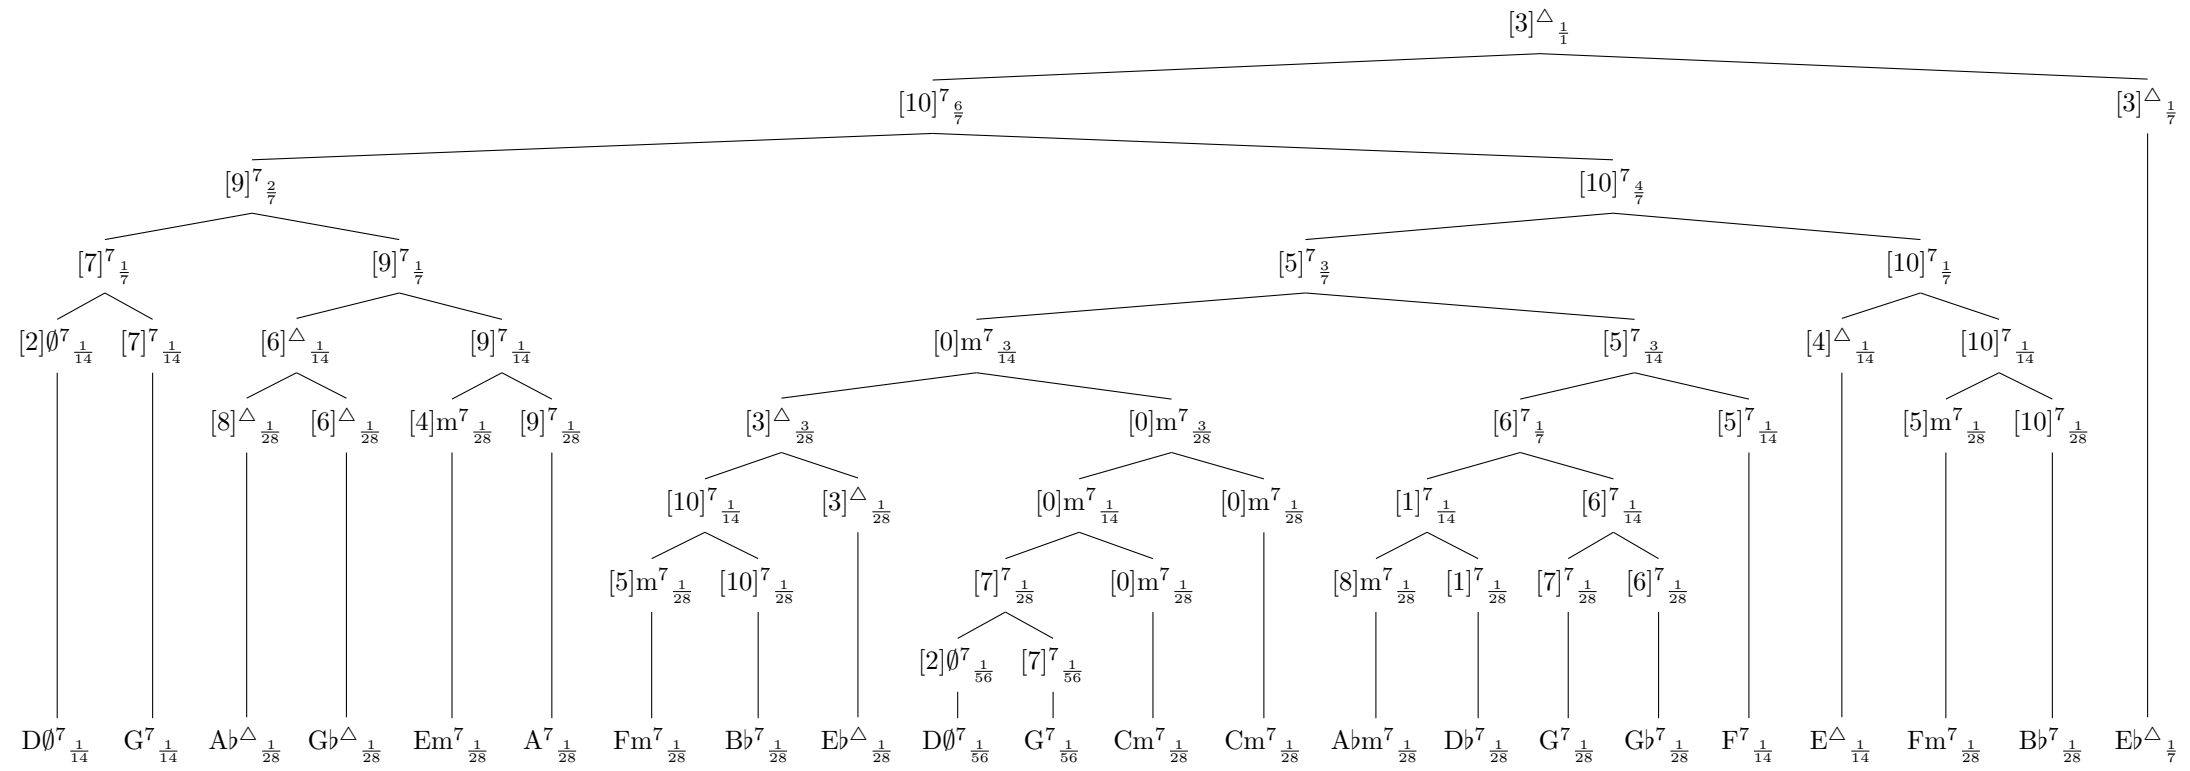 [3]△ 1/1
[10]7 6/7 [3]△ 1/7
[9]7 2/7 [10]7 4/7
[7]7 1/7 [9]7 1/7 [5]7 3/7 [10]7 1/7
[2]∅7 1/14 [7]7 1/14 [6]△ 1/14 [9]7 1/14 [0]m7 3/14 [5]7 3/14 [4]△ 1/14 [10]7 1/14
[8]△ 1/28 [6]△ 1/28 [4]m7 1/28 [9]7 1/28 [3]△ 3/28 [0]m7 3/28 [6]7 1/7 [5]7 1/14 [5]m7 1/28 [10]7 1/28
[10]7 1/14 [3]△ 1/28 [0]m7 1/14 [0]m7 1/28 [1]7 1/14 [6]7 1/14
[5]m7 1/28 [10]7 1/28 [7]7 1/28 [0]m7 1/28 [8]m7 1/28 [1]7 1/28 [7]7 1/28 [6]7 1/28
[2]∅7 1/56 [7]7 1/56
D∅7 1/14 G7 1/14 A♭△ 1/28 G♭△ 1/28 Em7 1/28 A7 1/28 Fm7 1/28 B♭7 1/28 E♭△ 1/28 D∅7 1/56 G7 1/56 Cm7 1/28 Cm7 1/28 A♭m7 1/28 D♭7 1/28 G7 1/28 G♭7 1/28 F7 1/14 E△ 1/14 Fm7 1/28 B♭7 1/28 E♭△ 1/7